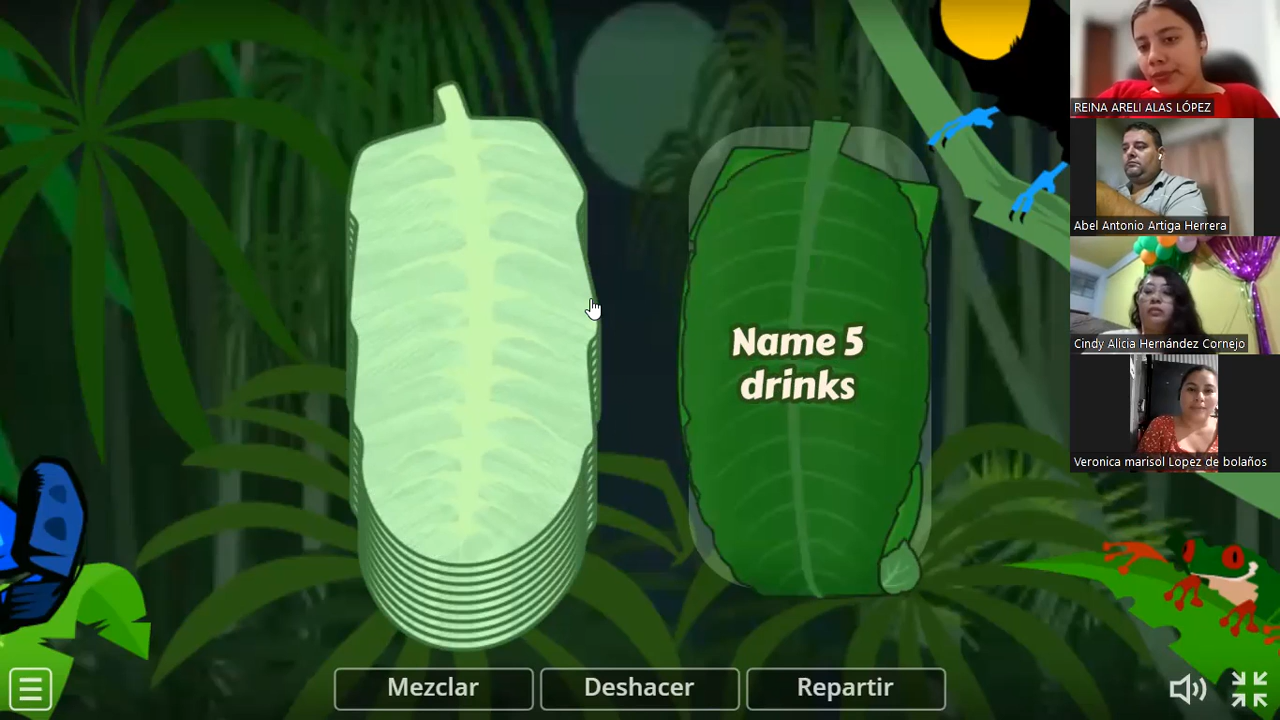 Name 5
drinks
Mezclar
Deshacer
Repartir
REINA ARELI ALAS LÓPEZ
Abel Antonio Artiga Herrera
Cindy Alicia Hernández Cornejo
Veronica marisol Lopez de bolaños